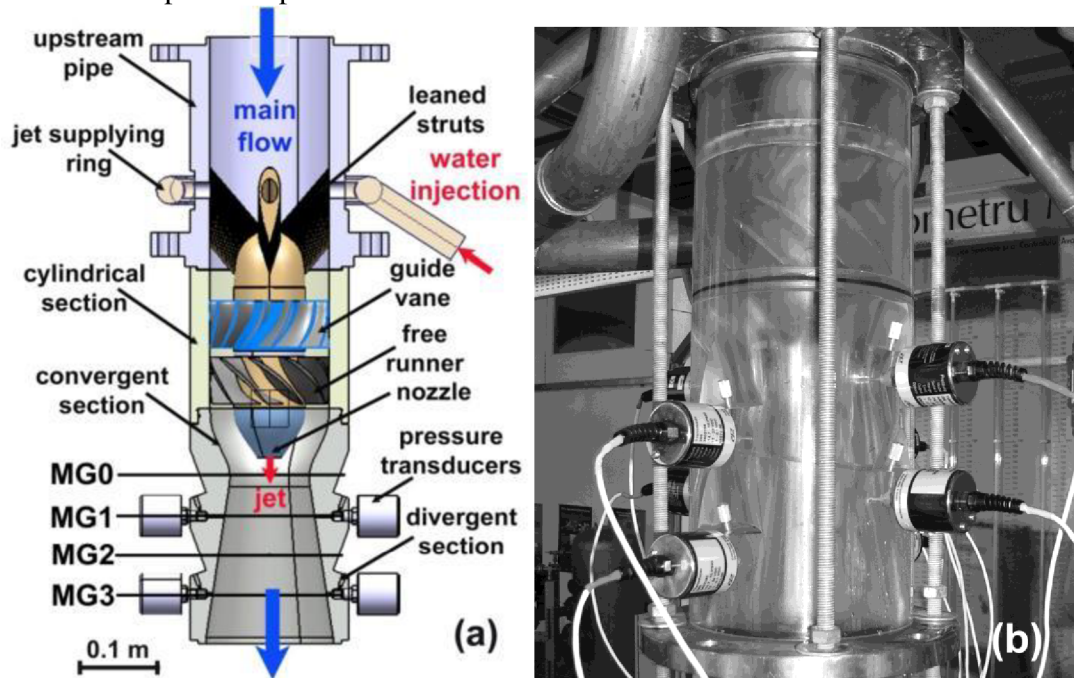 upstream
pipe
jet supplying
ring
main
flow
leaned
struts
water
injection
cylindrical
section
guide
vane
free
runner
convergent
section
nozzle
pressure
transducers
MG0
jet
MG1
divergent
section
MG2
MG3
0.1 m
(a)
ometru
(b)